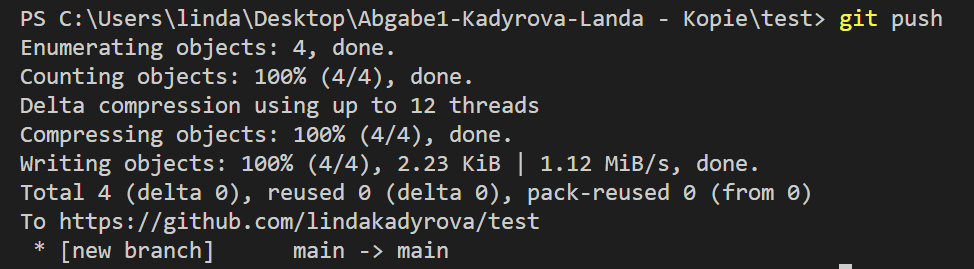 PS C:\Users\linda\Desktop\Abgabe1-Kadyrova-Landa - Kopie\test> git push
Enumerating objects: 4, done.
Counting objects: 100% (4/4), done.
Delta compression using up to 12 threads
Compressing objects: 100% (4/4), done.
Writing objects: 100% (4/4), 2.23 KiB | 1.12 MiB/s, done.
Total 4 (delta 0), reused 0 (delta 0), pack-reused 0 (from 0)
To https://github.com/lindakadyrova/test
 * [new branch]      main -> main